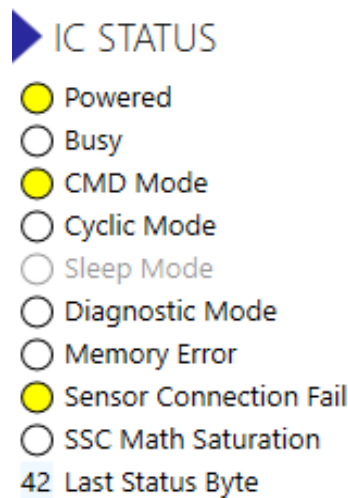 IC STATUS
Powered
Busy
CMD Mode
Cyclic Mode
Sleep Mode
Diagnostic Mode
Memory Error
Sensor Connection Fail
SSC Math Saturation
42 Last Status Byte